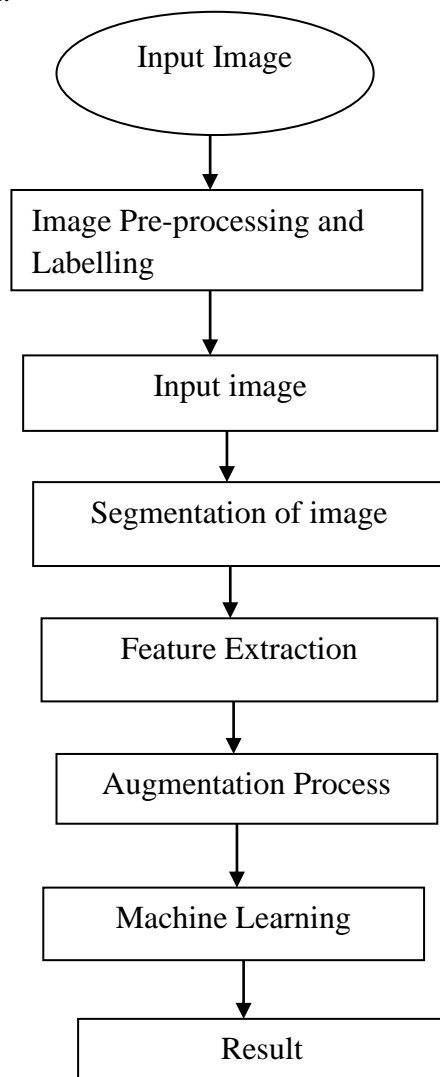 Input Image
Image Pre-processing and
Labelling
Input image
Segmentation of image
Feature Extraction
Augmentation Process
Machine Learning
Result